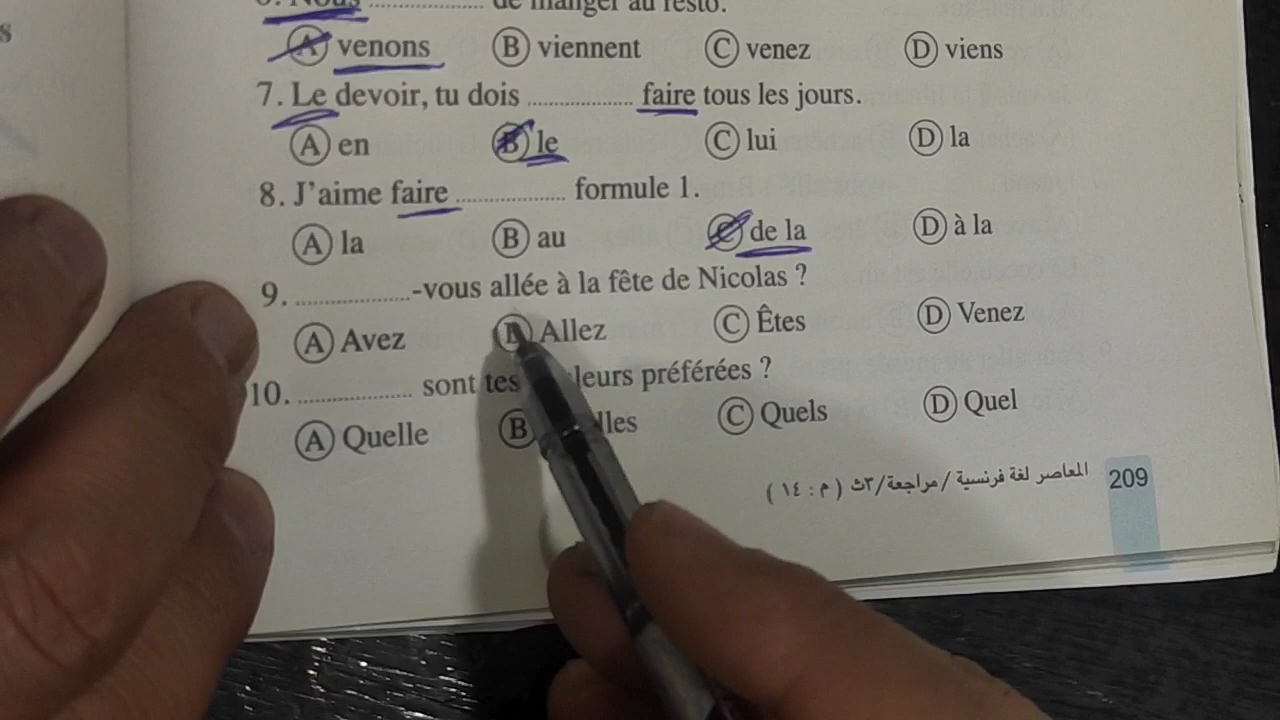 s
6. Nous .................. de manger au resto.
A venons B viennent C venez D viens
7. Le devoir, tu dois .................. faire tous les jours.
A en B le C lui D la
8. J'aime faire .................. formule 1.
A la B au C de la D à la
9. ..................-vous allée à la fête de Nicolas ?
A Avez B Allez C Êtes D Venez
10. .................. sont tes leurs préférées ?
A Quelle B lles C Quels D Quel
المعاصر لغة فرنسية / مراجعة / ٣ث ( م : ١٤ ) 209